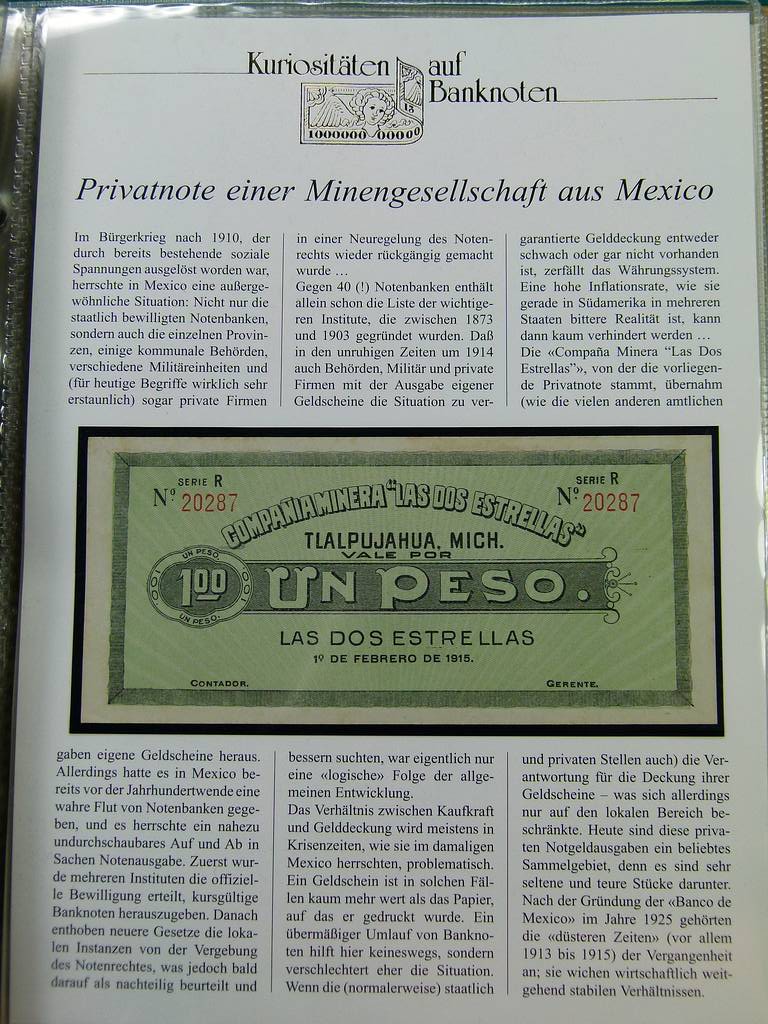 Kuriositäten auf
Banknoten
13
1000000 00000
Privatnote einer Minengesellschaft aus Mexico
Im Bürgerkrieg nach 1910, der
durch bereits bestehende soziale
Spannungen ausgelöst worden war,
herrschte in Mexico eine außerge-
wöhnliche Situation: Nicht nur die
staatlich bewilligten Notenbanken,
sondern auch die einzelnen Provin-
zen, einige kommunale Behörden,
verschiedene Militäreinheiten und
(für heutige Begriffe wirklich sehr
erstaunlich) sogar private Firmen
gaben eigene Geldscheine heraus.
Allerdings hatte es in Mexico be-
reits vor der Jahrhundertwende eine
wahre Flut von Notenbanken gege-
ben, und es herrschte ein nahezu
undurchschaubares Auf und Ab in
Sachen Notenausgabe. Zuerst wur-
de mehreren Instituten die offiziel-
le Bewilligung erteilt, kursgültige
Banknoten herauszugeben. Danach
enthoben neuere Gesetze die loka-
len Instanzen von der Vergebung
des Notenrechtes, was jedoch bald
darauf als nachteilig beurteilt und
in einer Neuregelung des Noten-
rechts wieder rückgängig gemacht
wurde ...
Gegen 40 (!) Notenbanken enthält
allein schon die Liste der wichtige-
ren Institute, die zwischen 1873
und 1903 gegründet wurden. Daß
in den unruhigen Zeiten um 1914
auch Behörden, Militär und private
Firmen mit der Ausgabe eigener
Geldscheine die Situation zu ver-
bessern suchten, war eigentlich nur
eine «logische» Folge der allge-
meinen Entwicklung.
Das Verhältnis zwischen Kaufkraft
und Gelddeckung wird meistens in
Krisenzeiten, wie sie im damaligen
Mexico herrschten, problematisch.
Ein Geldschein ist in solchen Fäl-
len kaum mehr wert als das Papier,
auf das er gedruckt wurde. Ein
übermäßiger Umlauf von Bankno-
ten hilft hier keineswegs, sondern
verschlechtert eher die Situation.
Wenn die (normalerweise) staatlich
garantierte Gelddeckung entweder
schwach oder gar nicht vorhanden
ist, zerfällt das Währungssystem.
Eine hohe Inflationsrate, wie sie
gerade in Südamerika in mehreren
Staaten bittere Realität ist, kann
dann kaum verhindert werden ...
Die «Compaña Minera “Las Dos
Estrellas”», von der die vorliegen-
de Privatnote stammt, übernahm
(wie die vielen anderen amtlichen
und privaten Stellen auch) die Ver-
antwortung für die Deckung ihrer
Geldscheine – was sich allerdings
nur auf den lokalen Bereich be-
schränkte. Heute sind diese priva-
ten Notgeldausgaben ein beliebtes
Sammelgebiet, denn es sind sehr
seltene und teure Stücke darunter.
Nach der Gründung der «Banco de
Mexico» im Jahre 1925 gehörten
die «düsteren Zeiten» (vor allem
1913 bis 1915) der Vergangenheit
an; sie wichen wirtschaftlich weit-
gehend stabilen Verhältnissen.
SERIE R
Nº 20287
SERIE R
Nº 20287
COMPAÑIA MINERA "LAS DOS ESTRELLAS"
TLALPUJAHUA, MICH.
VALE POR
UN PESO
100 1.00 100
UN PESO.
UN PESO.
LAS DOS ESTRELLAS
1º DE FEBRERO DE 1915.
CONTADOR.
GERENTE.